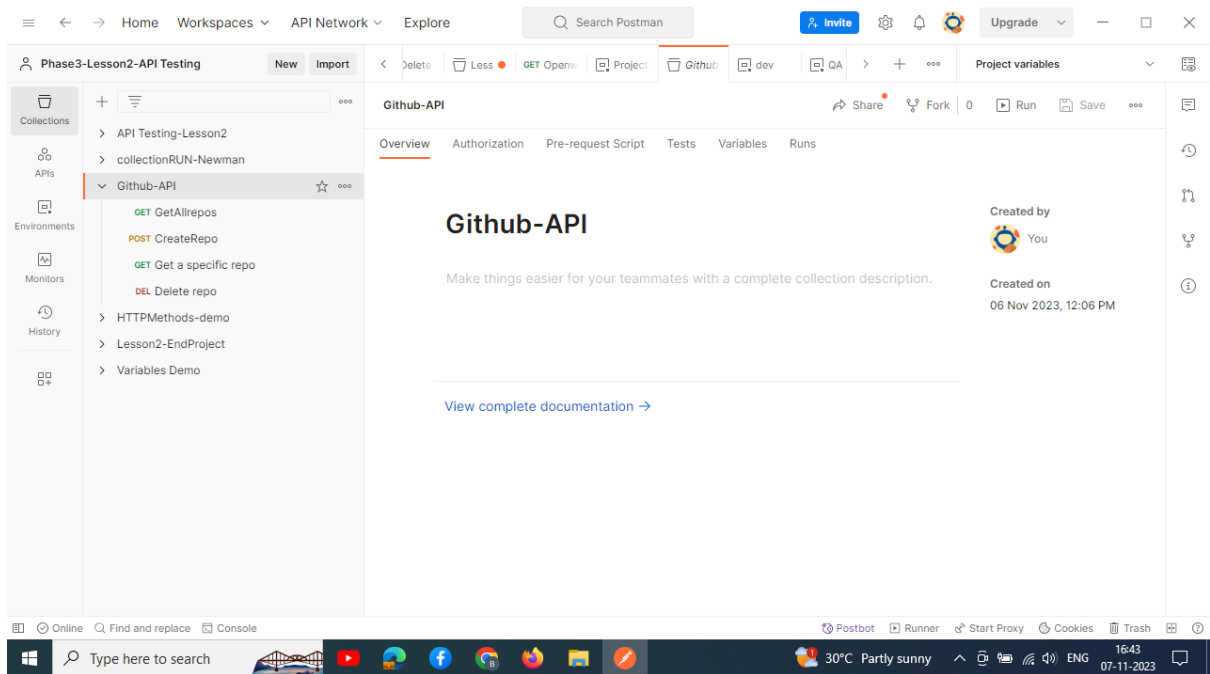 Home Workspaces API Network Explore Search Postman Invite Upgrade
Phase3-Lesson2-API Testing New Import Delete Less GET Openw Project Github dev QA Project variables
Collections
APIs
Environments
Monitors
History
API Testing-Lesson2
collectionRUN-Newman
Github-API
GET GetAllrepos
POST CreateRepo
GET Get a specific repo
DEL Delete repo
HTTPMethods-demo
Lesson2-EndProject
Variables Demo
Github-API Share Fork 0 Run Save
Overview Authorization Pre-request Script Tests Variables Runs
Github-API
Make things easier for your teammates with a complete collection description.
View complete documentation →
Created by
You
Created on
06 Nov 2023, 12:06 PM
Online Find and replace Console Postbot Runner Start Proxy Cookies Trash
Type here to search 30°C Partly sunny ENG 16:43
07-11-2023